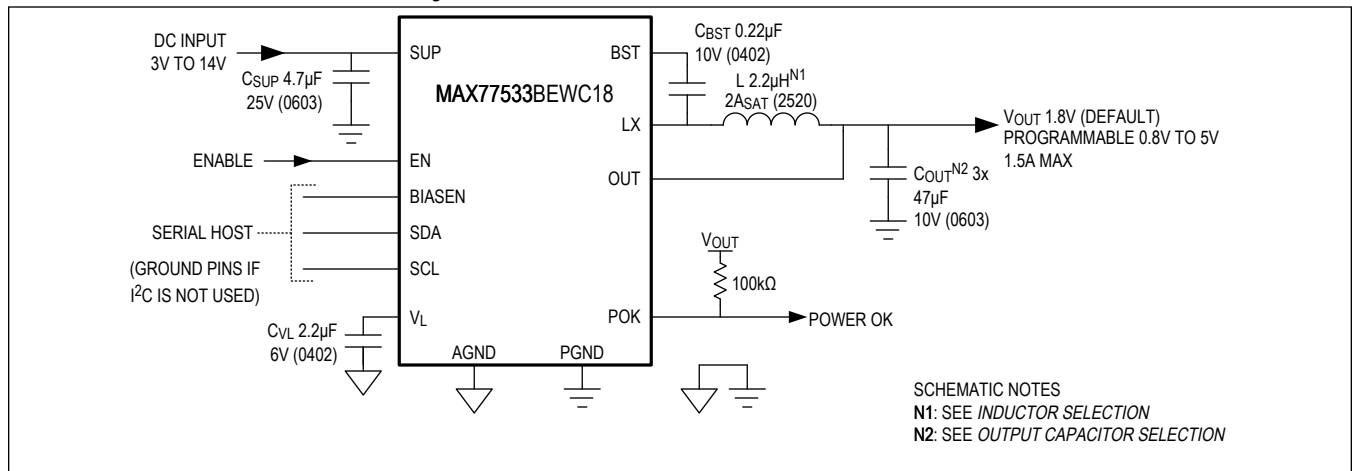 DC INPUT
3V TO 14V
CSUP 4.7µF
25V (0603)
ENABLE
SERIAL HOST
(GROUND PINS IF
I2C IS NOT USED)
CVL 2.2µF
6V (0402)
SUP
EN
BIASEN
SDA
SCL
VL
AGND
PGND
MAX77533BEWC18
BST
LX
OUT
POK
CBST 0.22µF
10V (0402)
L 2.2µHN1
2ASAT (2520)
VOUT 1.8V (DEFAULT)
PROGRAMMABLE 0.8V TO 5V
1.5A MAX
COUTN2 3x
47µF
10V (0603)
VOUT
100kΩ
POWER OK
SCHEMATIC NOTES
N1: SEE INDUCTOR SELECTION
N2: SEE OUTPUT CAPACITOR SELECTION